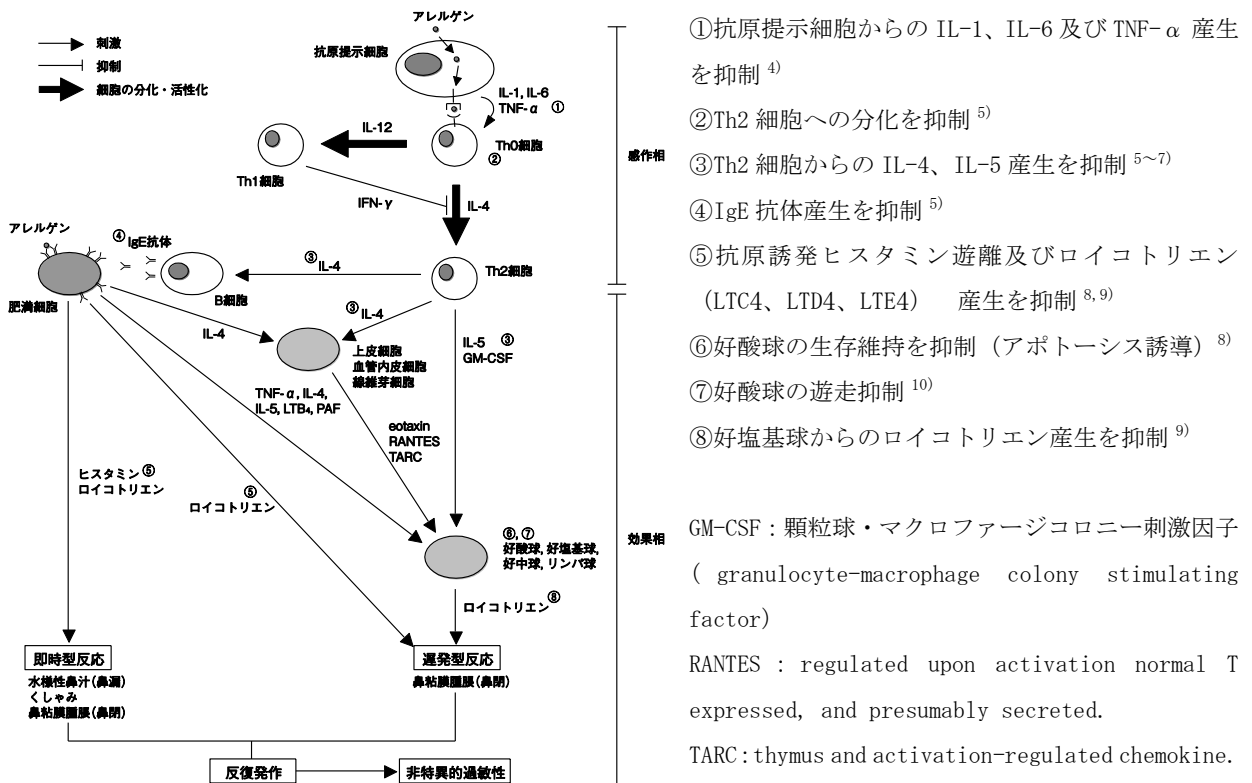 アレルゲン
刺激
抑制
細胞の分化・活性化
抗原提示細胞
IL-1, IL-6
TNF-α ①
IL-12
Th0細胞
②
Th1細胞
IFN-γ
IL-4
感作相
アレルゲン
④ IgE抗体
③ IL-4
Th2細胞
B細胞
肥満細胞
③ IL-4
IL-4
IL-5 ③
GM-CSF
上皮細胞
血管内皮細胞
線維芽細胞
TNF-α, IL-4,
IL-5, LTB₄, PAF
eotaxin
RANTES
TARC
ヒスタミン⑤
ロイコトリエン
⑤
ロイコトリエン
⑥, ⑦
好酸球, 好塩基球,
好中球, リンパ球
効果相
ロイコトリエン⑧
即時型反応
水様性鼻汁(鼻漏)
くしゃみ
鼻粘膜腫脹(鼻閉)
遅発型反応
鼻粘膜腫脹(鼻閉)
反復発作
非特異的過敏性
①抗原提示細胞からの IL-1、IL-6 及び TNF-α 産生
を抑制 4)
②Th2 細胞への分化を抑制 5)
③Th2 細胞からの IL-4、IL-5 産生を抑制 5~7)
④IgE 抗体産生を抑制 5)
⑤抗原誘発ヒスタミン遊離及びロイコトリエン
(LTC4、LTD4、LTE4) 産生を抑制 8, 9)
⑥好酸球の生存維持を抑制（アポトーシス誘導）8)
⑦好酸球の遊走抑制 10)
⑧好塩基球からのロイコトリエン産生を抑制 9)
GM-CSF：顆粒球・マクロファージコロニー刺激因子
( granulocyte-macrophage colony stimulating
factor)
RANTES : regulated upon activation normal T
expressed, and presumably secreted.
TARC：thymus and activation-regulated chemokine.